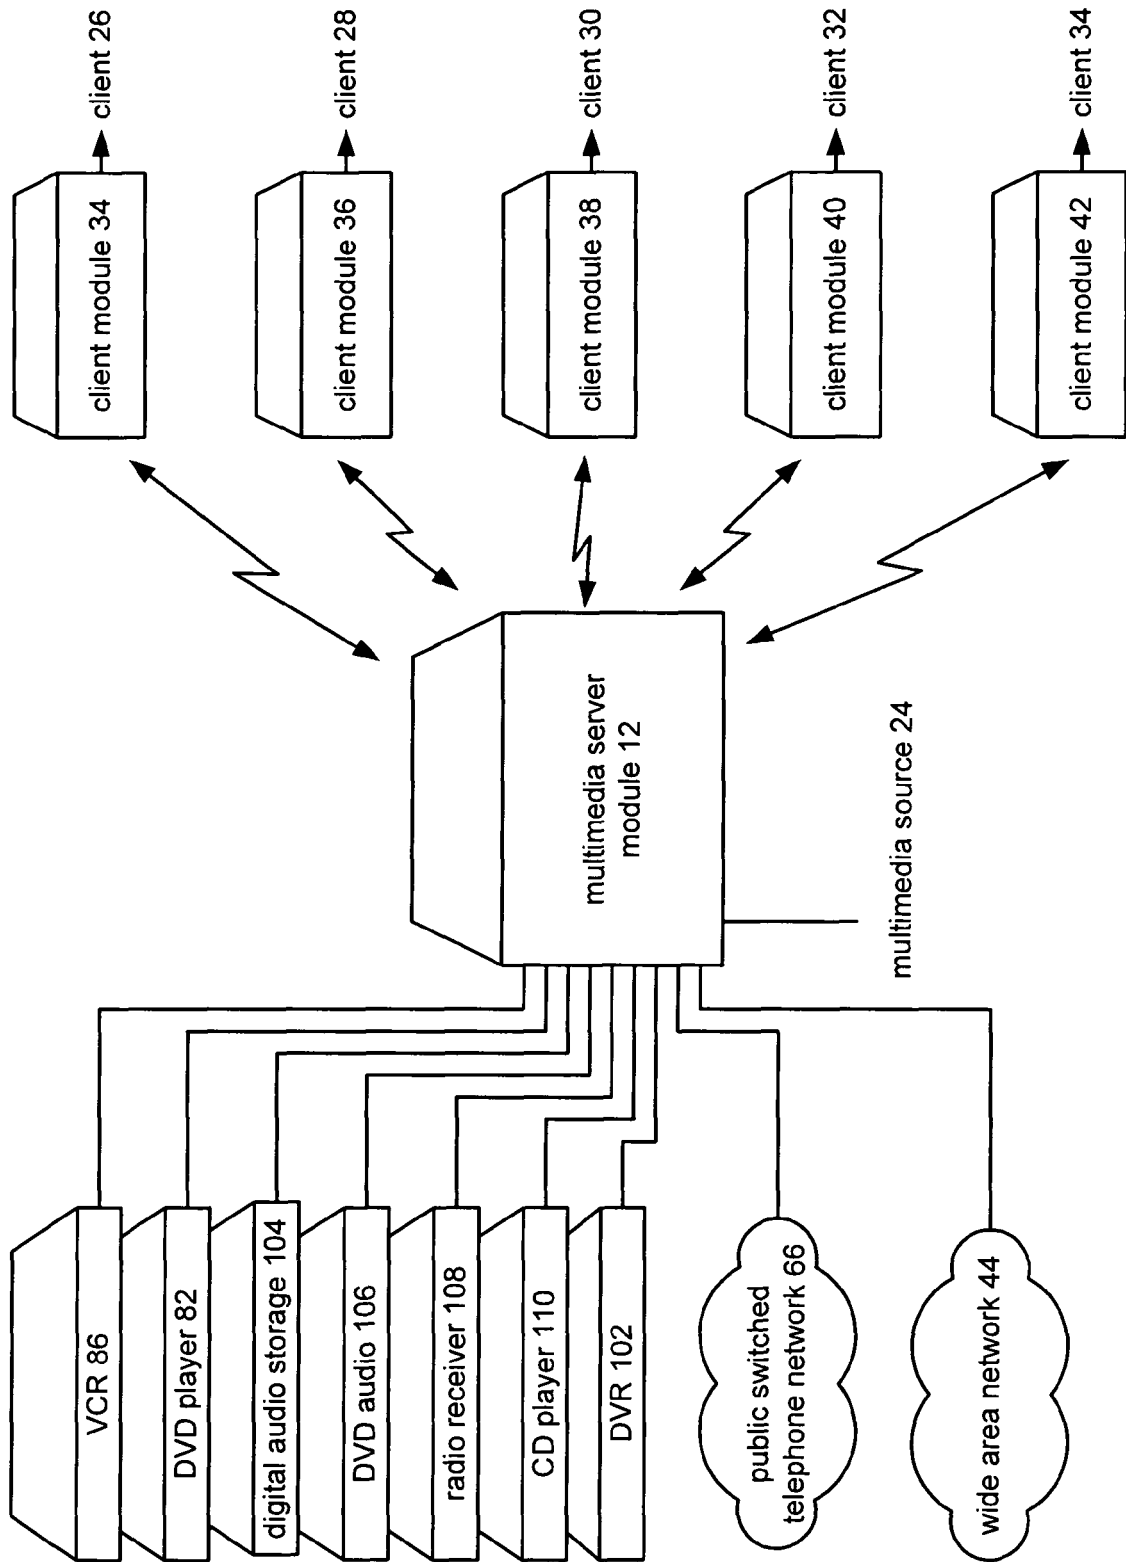 VCR 86
DVD player 82
digital audio storage 104
DVD audio 106
radio receiver 108
CD player 110
DVR 102
public switched
telephone network 66
wide area network 44
multimedia server
module 12
multimedia source 24
client module 34
client 26
client module 36
client 28
client module 38
client 30
client module 40
client 32
client module 42
client 34